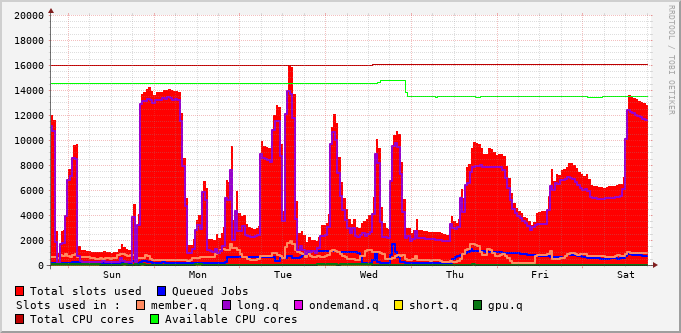 RRDTOOL / TOBI OETIKER
20000
18000
16000
14000
12000
10000
8000
6000
4000
2000
0
Sun Mon Tue Wed Thu Fri Sat
Total slots used Queued Jobs
Slots used in : member.q long.q ondemand.q short.q gpu.q
Total CPU cores Available CPU cores